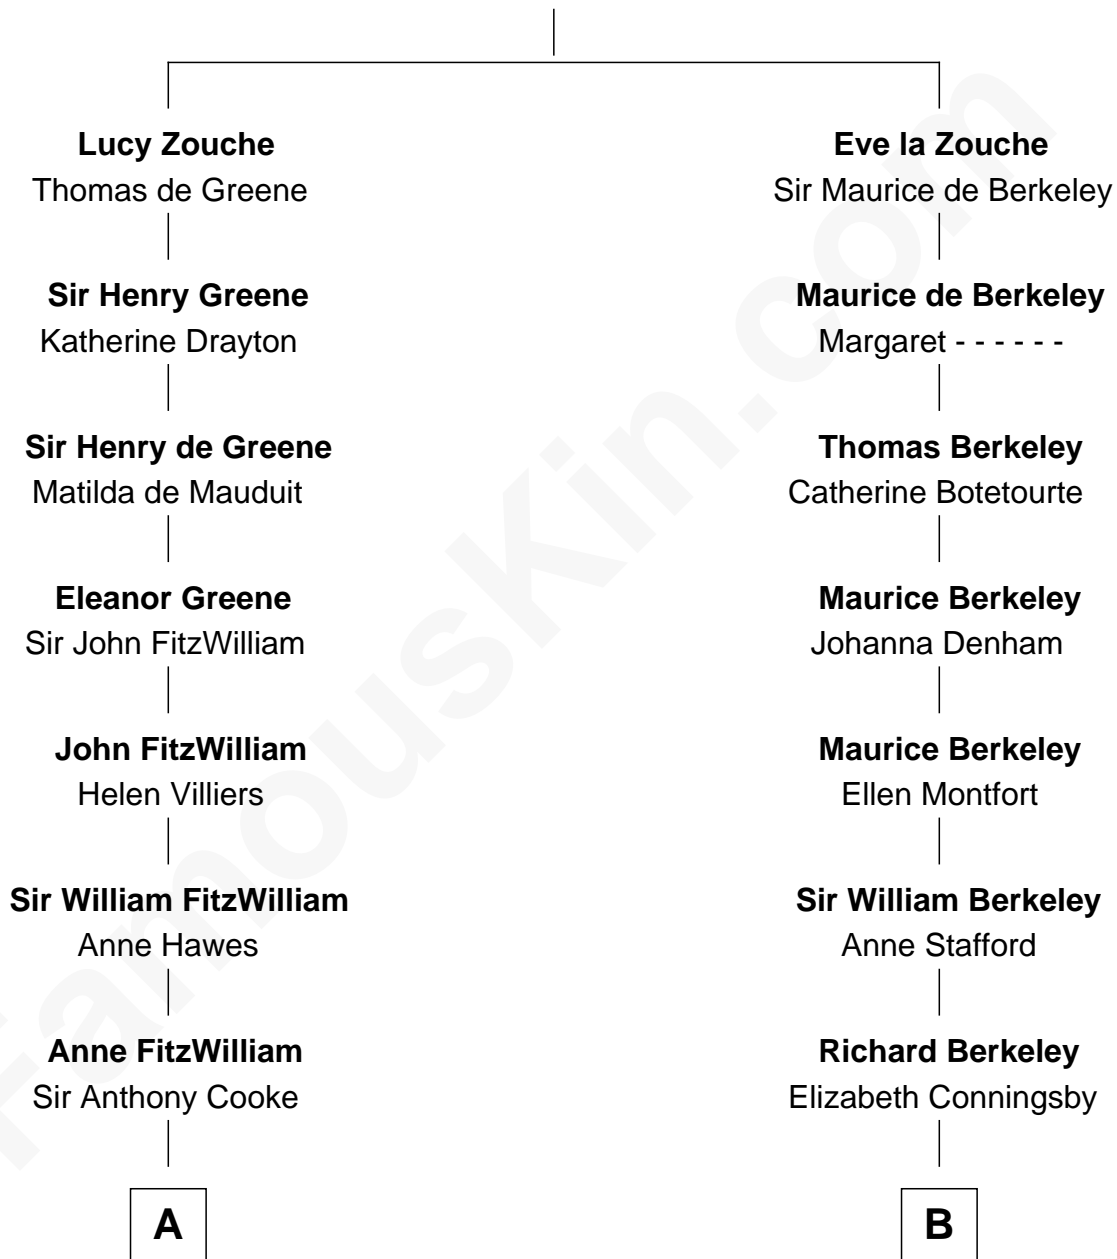 Lucy Zouche
Thomas de Greene
Sir Henry Greene
Katherine Drayton
Sir Henry de Greene
Matilda de Mauduit
Eleanor Greene
Sir John FitzWilliam
John FitzWilliam
Helen Villiers
Sir William FitzWilliam
Anne Hawes
Anne FitzWilliam
Sir Anthony Cooke
A
Eve la Zouche
Sir Maurice de Berkeley
Maurice de Berkeley
Margaret - - - - - -
Thomas Berkeley
Catherine Botetourte
Maurice Berkeley
Johanna Denham
Maurice Berkeley
Ellen Montfort
Sir William Berkeley
Anne Stafford
Richard Berkeley
Elizabeth Conningsby
B
FamousKin.com